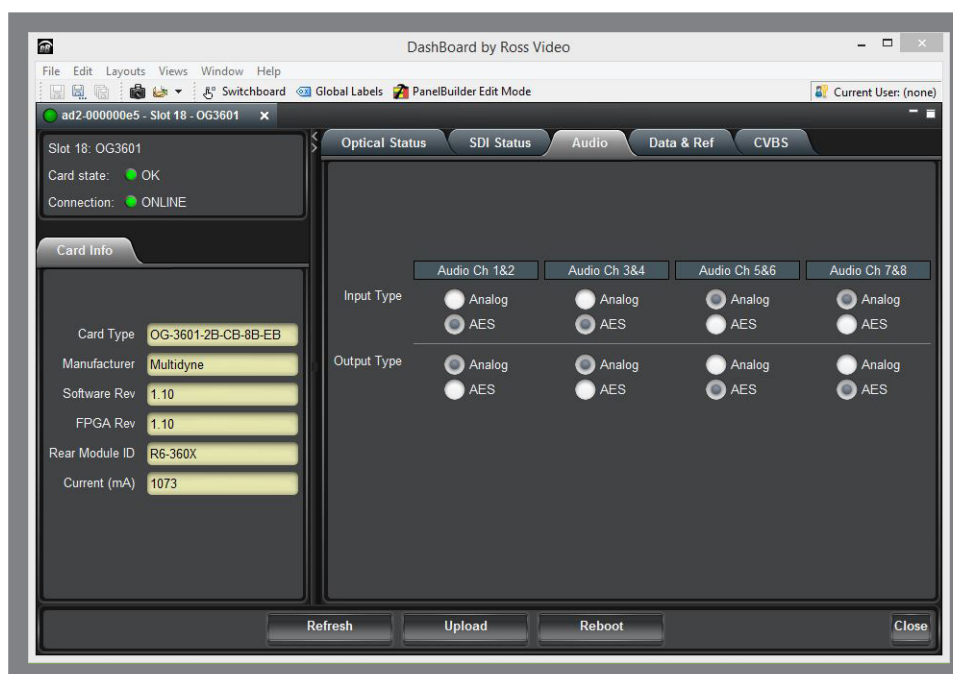 DashBoard by Ross Video
File Edit Layouts Views Window Help
Switchboard Global Labels PanelBuilder Edit Mode Current User: (none)
ad2-000000e5 - Slot 18 - OG3601 x
Slot 18: OG3601
Card state: OK
Connection: ONLINE
Card Info
Card Type OG-3601-2B-CB-8B-EB
Manufacturer Multidyne
Software Rev 1.10
FPGA Rev 1.10
Rear Module ID R6-360X
Current (mA) 1073
Optical Status SDI Status Audio Data & Ref CVBS
Audio Ch 1&2 Audio Ch 3&4 Audio Ch 5&6 Audio Ch 7&8
Input Type Analog Analog Analog Analog
AES AES AES AES
Output Type Analog Analog Analog Analog
AES AES AES AES
Refresh Upload Reboot Close